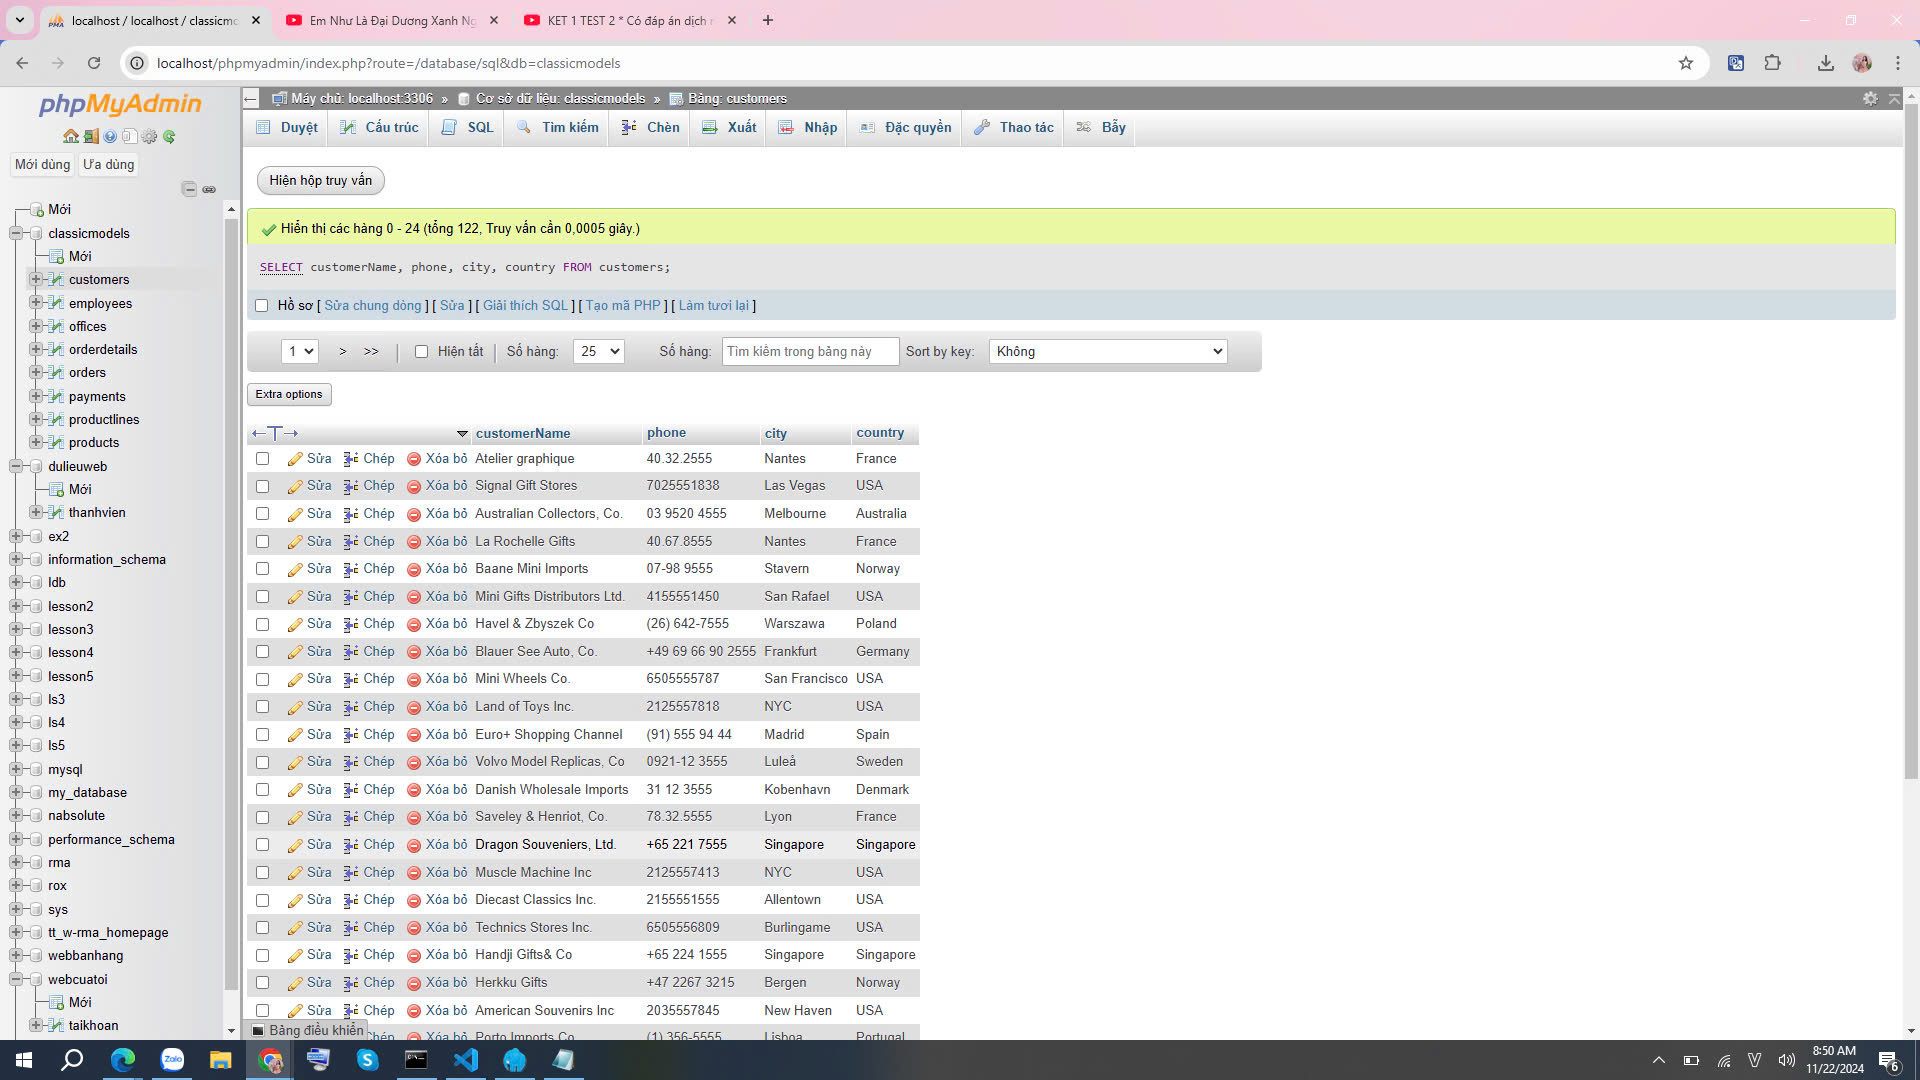 localhost / localhost / classicmo
Em Như Là Đại Dương Xanh Ng
KET 1 TEST 2 * Có đáp án dịch
localhost/phpmyadmin/index.php?route=/database/sql&db=classicmodels
phpMyAdmin
Mới dùng
Ưa dùng
Mới
classicmodels
Mới
customers
employees
offices
orderdetails
orders
payments
productlines
products
dulieuweb
Mới
thanhvien
ex2
information_schema
ldb
lesson2
lesson3
lesson4
lesson5
ls3
ls4
ls5
mysql
my_database
nabsolute
performance_schema
rma
rox
sys
tt_w-rma_homepage
webbanhang
webcuatoi
Mới
taikhoan
Máy chủ: localhost:3306 » Cơ sở dữ liệu: classicmodels » Bảng: customers
Duyệt Cấu trúc SQL Tìm kiếm Chèn Xuất Nhập Đặc quyền Thao tác Bẫy
Hiện hộp truy vấn
Hiển thị các hàng 0 - 24 (tổng 122, Truy vấn cần 0,0005 giây.)
SELECT customerName, phone, city, country FROM customers;
Hồ sơ [ Sửa chung dòng ] [ Sửa ] [ Giải thích SQL ] [ Tạo mã PHP ] [ Làm tươi lại ]
1 > >> | Hiện tất | Số hàng: 25 Số hàng: Tìm kiếm trong bảng này Sort by key: Không
Extra options
customerName phone city country
Sửa Chép Xóa bỏ Atelier graphique 40.32.2555 Nantes France
Sửa Chép Xóa bỏ Signal Gift Stores 7025551838 Las Vegas USA
Sửa Chép Xóa bỏ Australian Collectors, Co. 03 9520 4555 Melbourne Australia
Sửa Chép Xóa bỏ La Rochelle Gifts 40.67.8555 Nantes France
Sửa Chép Xóa bỏ Baane Mini Imports 07-98 9555 Stavern Norway
Sửa Chép Xóa bỏ Mini Gifts Distributors Ltd. 4155551450 San Rafael USA
Sửa Chép Xóa bỏ Havel & Zbyszek Co (26) 642-7555 Warszawa Poland
Sửa Chép Xóa bỏ Blauer See Auto, Co. +49 69 66 90 2555 Frankfurt Germany
Sửa Chép Xóa bỏ Mini Wheels Co. 6505555787 San Francisco USA
Sửa Chép Xóa bỏ Land of Toys Inc. 2125557818 NYC USA
Sửa Chép Xóa bỏ Euro+ Shopping Channel (91) 555 94 44 Madrid Spain
Sửa Chép Xóa bỏ Volvo Model Replicas, Co 0921-12 3555 Luleå Sweden
Sửa Chép Xóa bỏ Danish Wholesale Imports 31 12 3555 Kobenhavn Denmark
Sửa Chép Xóa bỏ Saveley & Henriot, Co. 78.32.5555 Lyon France
Sửa Chép Xóa bỏ Dragon Souveniers, Ltd. +65 221 7555 Singapore Singapore
Sửa Chép Xóa bỏ Muscle Machine Inc 2125557413 NYC USA
Sửa Chép Xóa bỏ Diecast Classics Inc. 2155551555 Allentown USA
Sửa Chép Xóa bỏ Technics Stores Inc. 6505556809 Burlingame USA
Sửa Chép Xóa bỏ Handji Gifts& Co +65 224 1555 Singapore Singapore
Sửa Chép Xóa bỏ Herkku Gifts +47 2267 3215 Bergen Norway
Sửa Chép Xóa bỏ American Souvenirs Inc 2035557845 New Haven USA
Chép Xóa bỏ Porto Imports Co. (1) 356-5555 Lisboa Portugal
Bảng điều khiển
Zalo
8:50 AM
11/22/2024
6